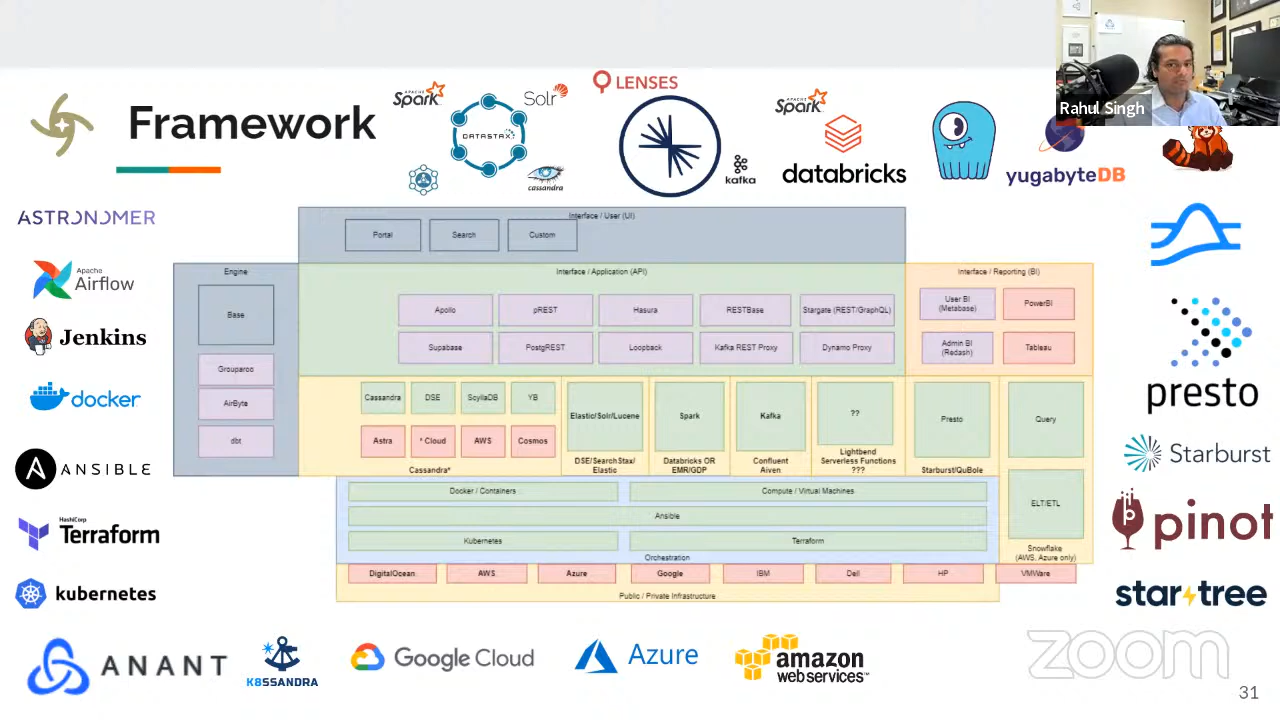 Framework
APACHE
Spark
Solr
DATASTAX
cassandra
LENSES
kafka
APACHE
Spark
databricks
yugabyteDB
Rahul Singh
ASTRONOMER
Apache
Airflow
Jenkins
docker
ANSIBLE
HashiCorp
Terraform
kubernetes
Interface / User (UI)
Portal
Search
Custom
Engine
Base
Grouparoo
AirByte
dbt
Interface / Application (API)
Apollo
pREST
Hasura
RESTBase
Stargate (REST/GraphQL)
Supabase
PostgREST
Loopback
Kafka REST Proxy
Dynamo Proxy
Interface / Reporting (BI)
User BI
(Metabase)
PowerBI
Admin BI
(Redash)
Tableau
Cassandra
DSE
ScyllaDB
YB
Astra
* Cloud
AWS
Cosmos
Cassandra*
Elastic/Solr/Lucene
DSE/SearchStax/
Elastic
Spark
Databricks OR
EMR/GDP
Kafka
Confluent
Aiven
??
Lightbend
Serverless Functions
???
Presto
Starburst/QuBole
Query
ELT/ETL
Snowflake
(AWS, Azure only)
Docker / Containers
Compute / Virtual Machines
Ansible
Kubernetes
Terraform
Orchestration
DigitalOcean
AWS
Azure
Google
IBM
Dell
HP
VMWare
Public / Private Infrastructure
presto
Starburst
pinot
star tree
ANANT
K8SSANDRA
Google Cloud
Azure
amazon
web services™
zoom
31